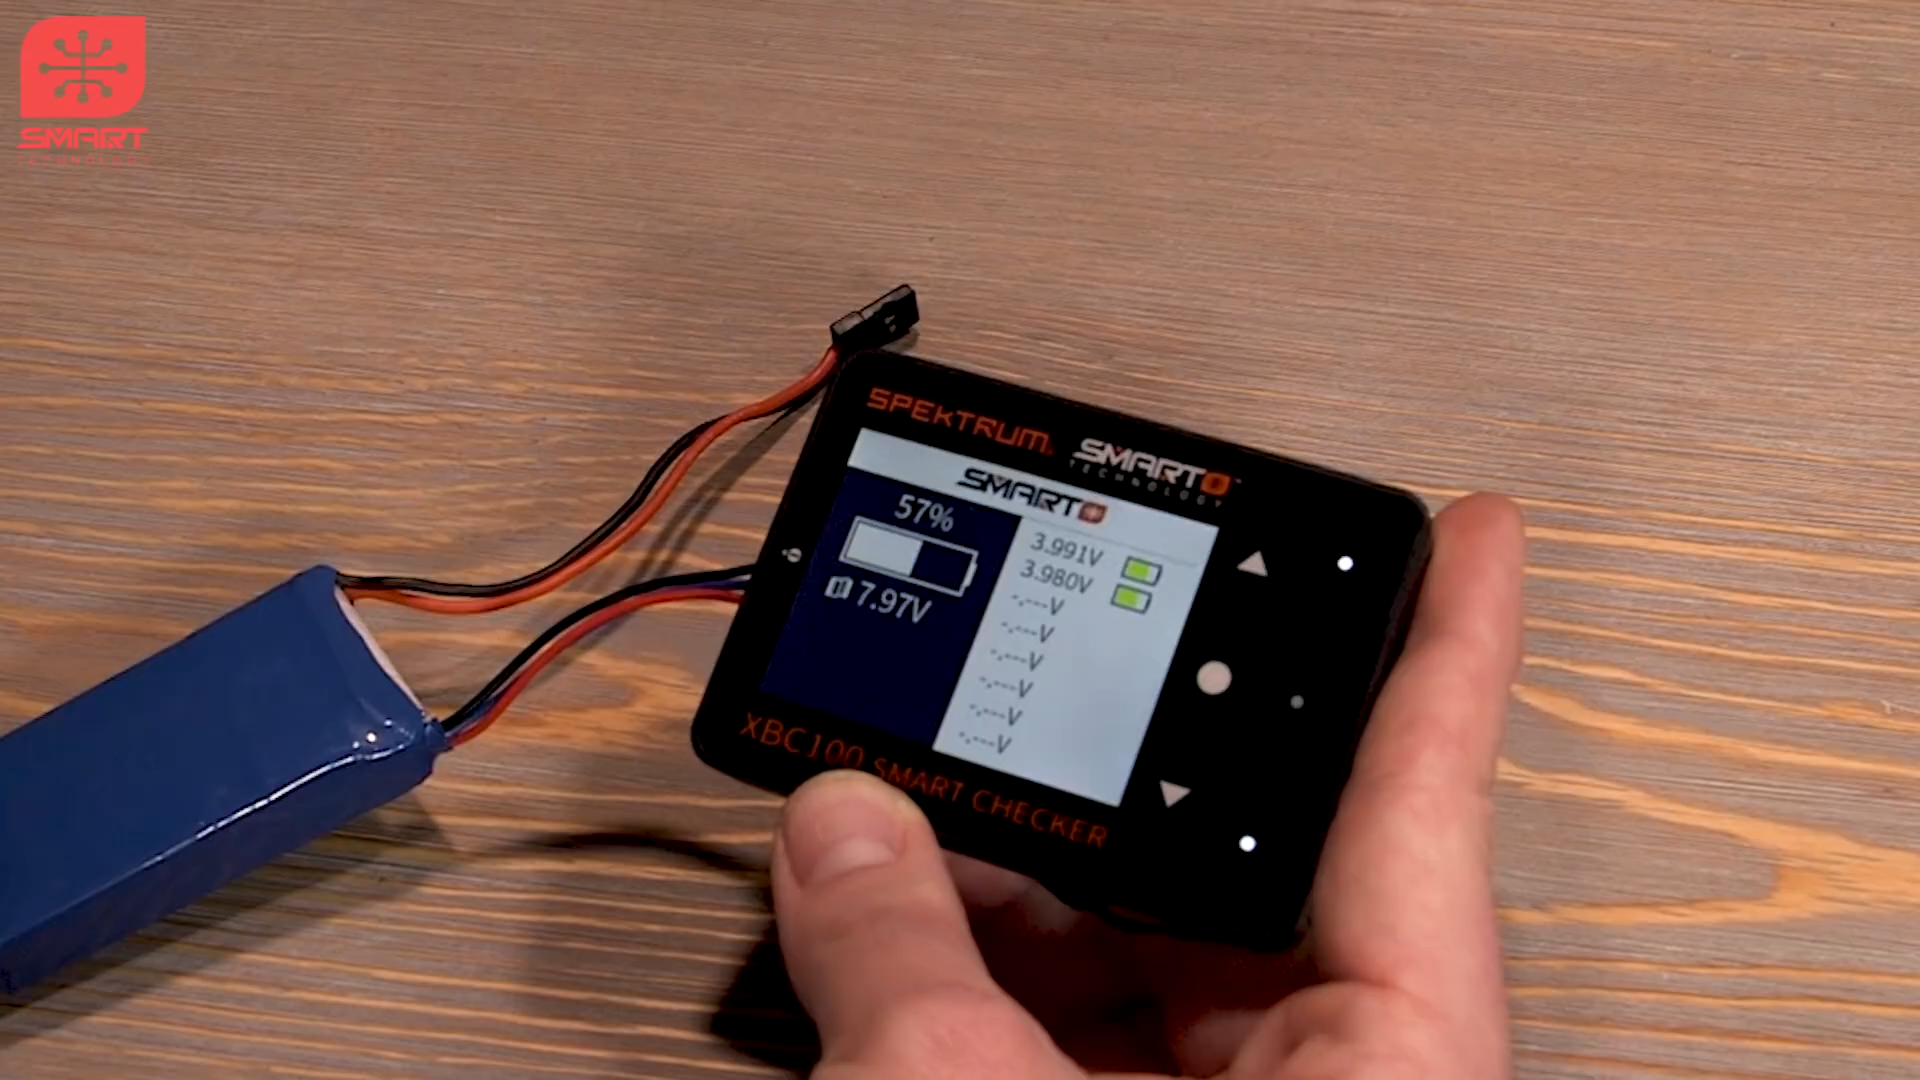 SMART
TECHNOLOGY
SPEKTRUM
SMART
TECHNOLOGY
SMART
57%
7.97V
3.991V
3.980V
-.---V
-.---V
-.---V
-.---V
-.---V
-.---V
XBC100 SMART CHECKER